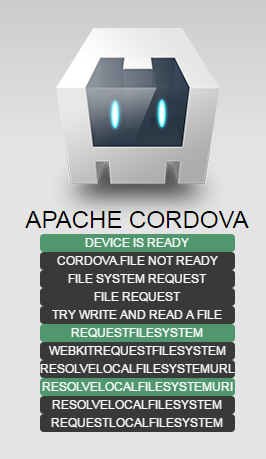 APACHE CORDOVA
DEVICE IS READY
CORDOVA.FILE NOT READY
FILE SYSTEM REQUEST
FILE REQUEST
TRY WRITE AND READ A FILE
REQUESTFILESYSTEM
WEBKITREQUESTFILESYSTEM
RESOLVELOCALFILESYSTEMURL
RESOLVELOCALFILESYSTEMURI
RESOLVELOCALFILESYSTEM
REQUESTLOCALFILESYSTEM